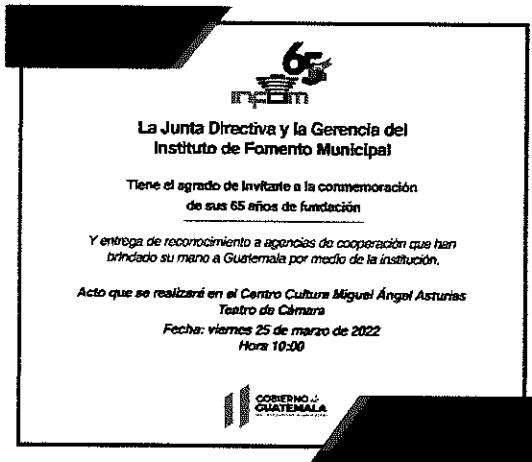 65
infom
La Junta Directiva y la Gerencia del
Instituto de Fomento Municipal
Tiene el agrado de invitarle a la conmemoración
de sus 65 años de fundación
Y entrega de reconocimiento a agencias de cooperación que han
brindado su mano a Guatemala por medio de la institución.
Acto que se realizará en el Centro Cultura Miguel Ángel Asturias
Teatro de Cámara
Fecha: viernes 25 de marzo de 2022
Hora 10:00
GOBIERNO de
GUATEMALA